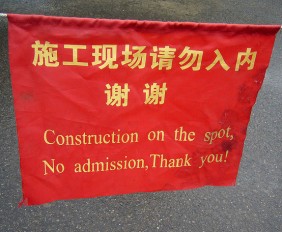 施工现场请勿入内
谢谢
Construction on the spot,
No admission,Thank you!